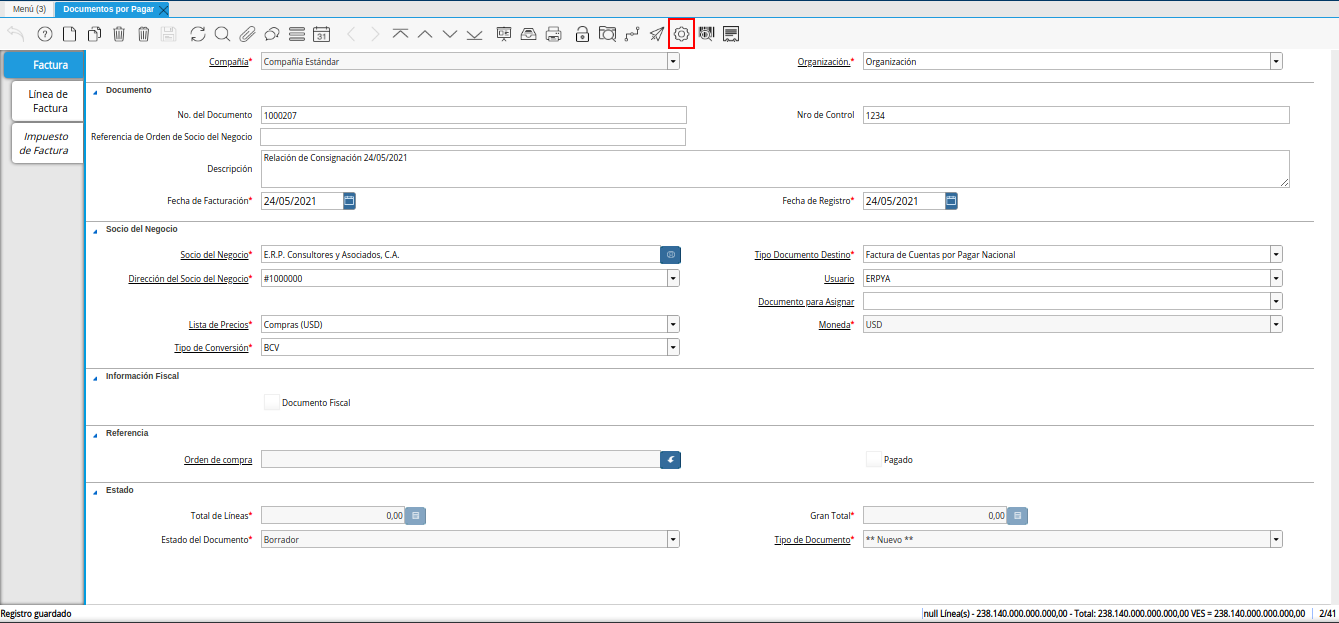 Menú (3)
Documentos por Pagar
31
Factura
Línea de
Factura
Impuesto
de Factura
Compañía* Compañía Estándar
Organización.* Organización
Documento
No. del Documento 1000207
Nro de Control 1234
Referencia de Orden de Socio del Negocio
Descripción Relación de Consignación 24/05/2021
Fecha de Facturación* 24/05/2021
Fecha de Registro* 24/05/2021
Socio del Negocio
Socio del Negocio* E.R.P. Consultores y Asociados, C.A.
Tipo Documento Destino* Factura de Cuentas por Pagar Nacional
Dirección del Socio del Negocio* #1000000
Usuario ERPYA
Documento para Asignar
Lista de Precios* Compras (USD)
Moneda* USD
Tipo de Conversión* BCV
Información Fiscal
Documento Fiscal
Referencia
Orden de compra
Pagado
Estado
Total de Líneas* 0,00
Gran Total* 0,00
Estado del Documento* Borrador
Tipo de Documento* ** Nuevo **
Registro guardado
null Línea(s) - 238.140.000.000.000,00 - Total: 238.140.000.000.000,00 VES = 238.140.000.000.000,00 2/41